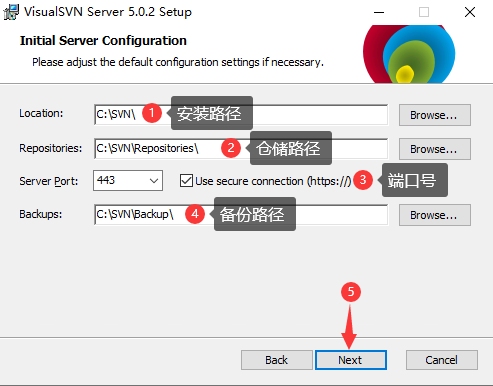 VisualSVN Server 5.0.2 Setup
Initial Server Configuration
Please adjust the default configuration settings if necessary.
Location: C:\SVN\ 1 安装路径 Browse...
Repositories: C:\SVN\Repositories\ 2 仓储路径 Browse...
Server Port: 443 Use secure connection (https://) 3 端口号
Backups: C:\SVN\Backup\ 4 备份路径 Browse...
5
Back Next Cancel